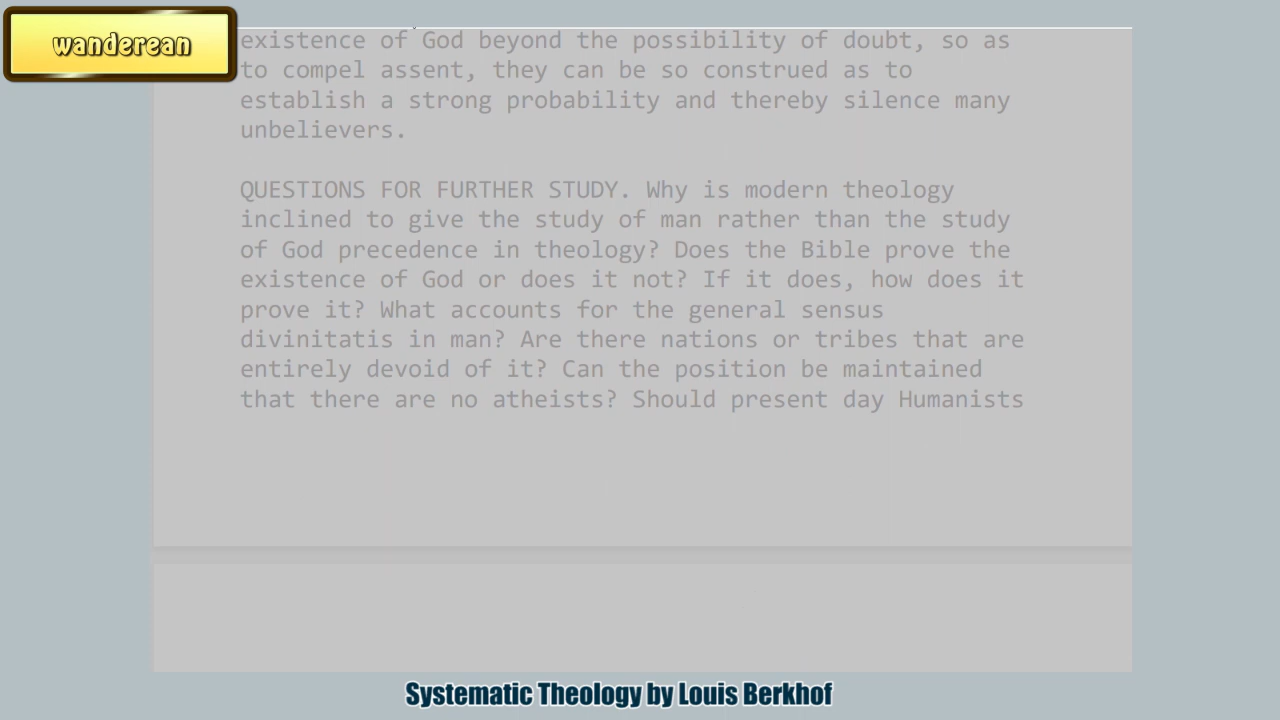 wanderean
existence of God beyond the possibility of doubt, so as
to compel assent, they can be so construed as to
establish a strong probability and thereby silence many
unbelievers.
QUESTIONS FOR FURTHER STUDY. Why is modern theology
inclined to give the study of man rather than the study
of God precedence in theology? Does the Bible prove the
existence of God or does it not? If it does, how does it
prove it? What accounts for the general sensus
divinitatis in man? Are there nations or tribes that are
entirely devoid of it? Can the position be maintained
that there are no atheists? Should present day Humanists
Systematic Theology by Louis Berkhof